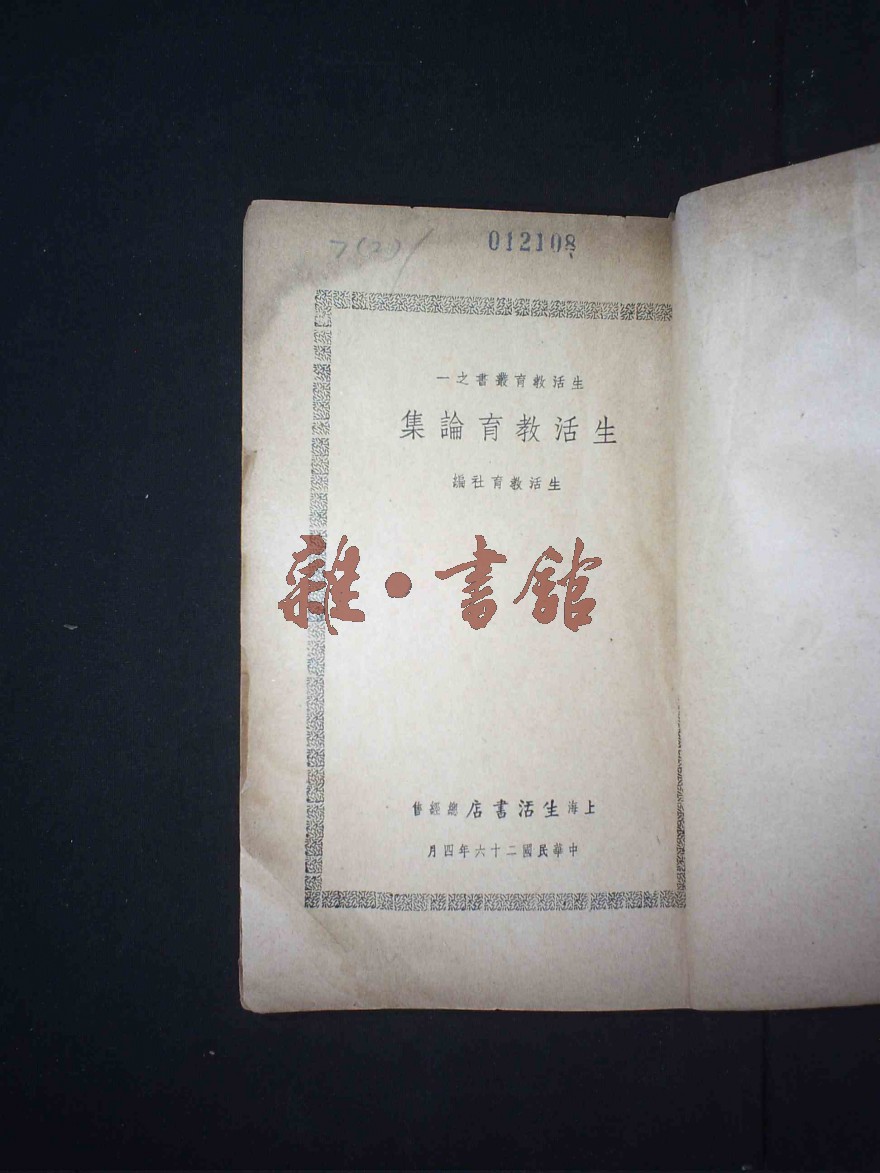 7(2)
012108
生活教育叢書之一
生活教育論集
生活教育社編
雜·書館
上海生活書店總經售
中華民國二十六年四月